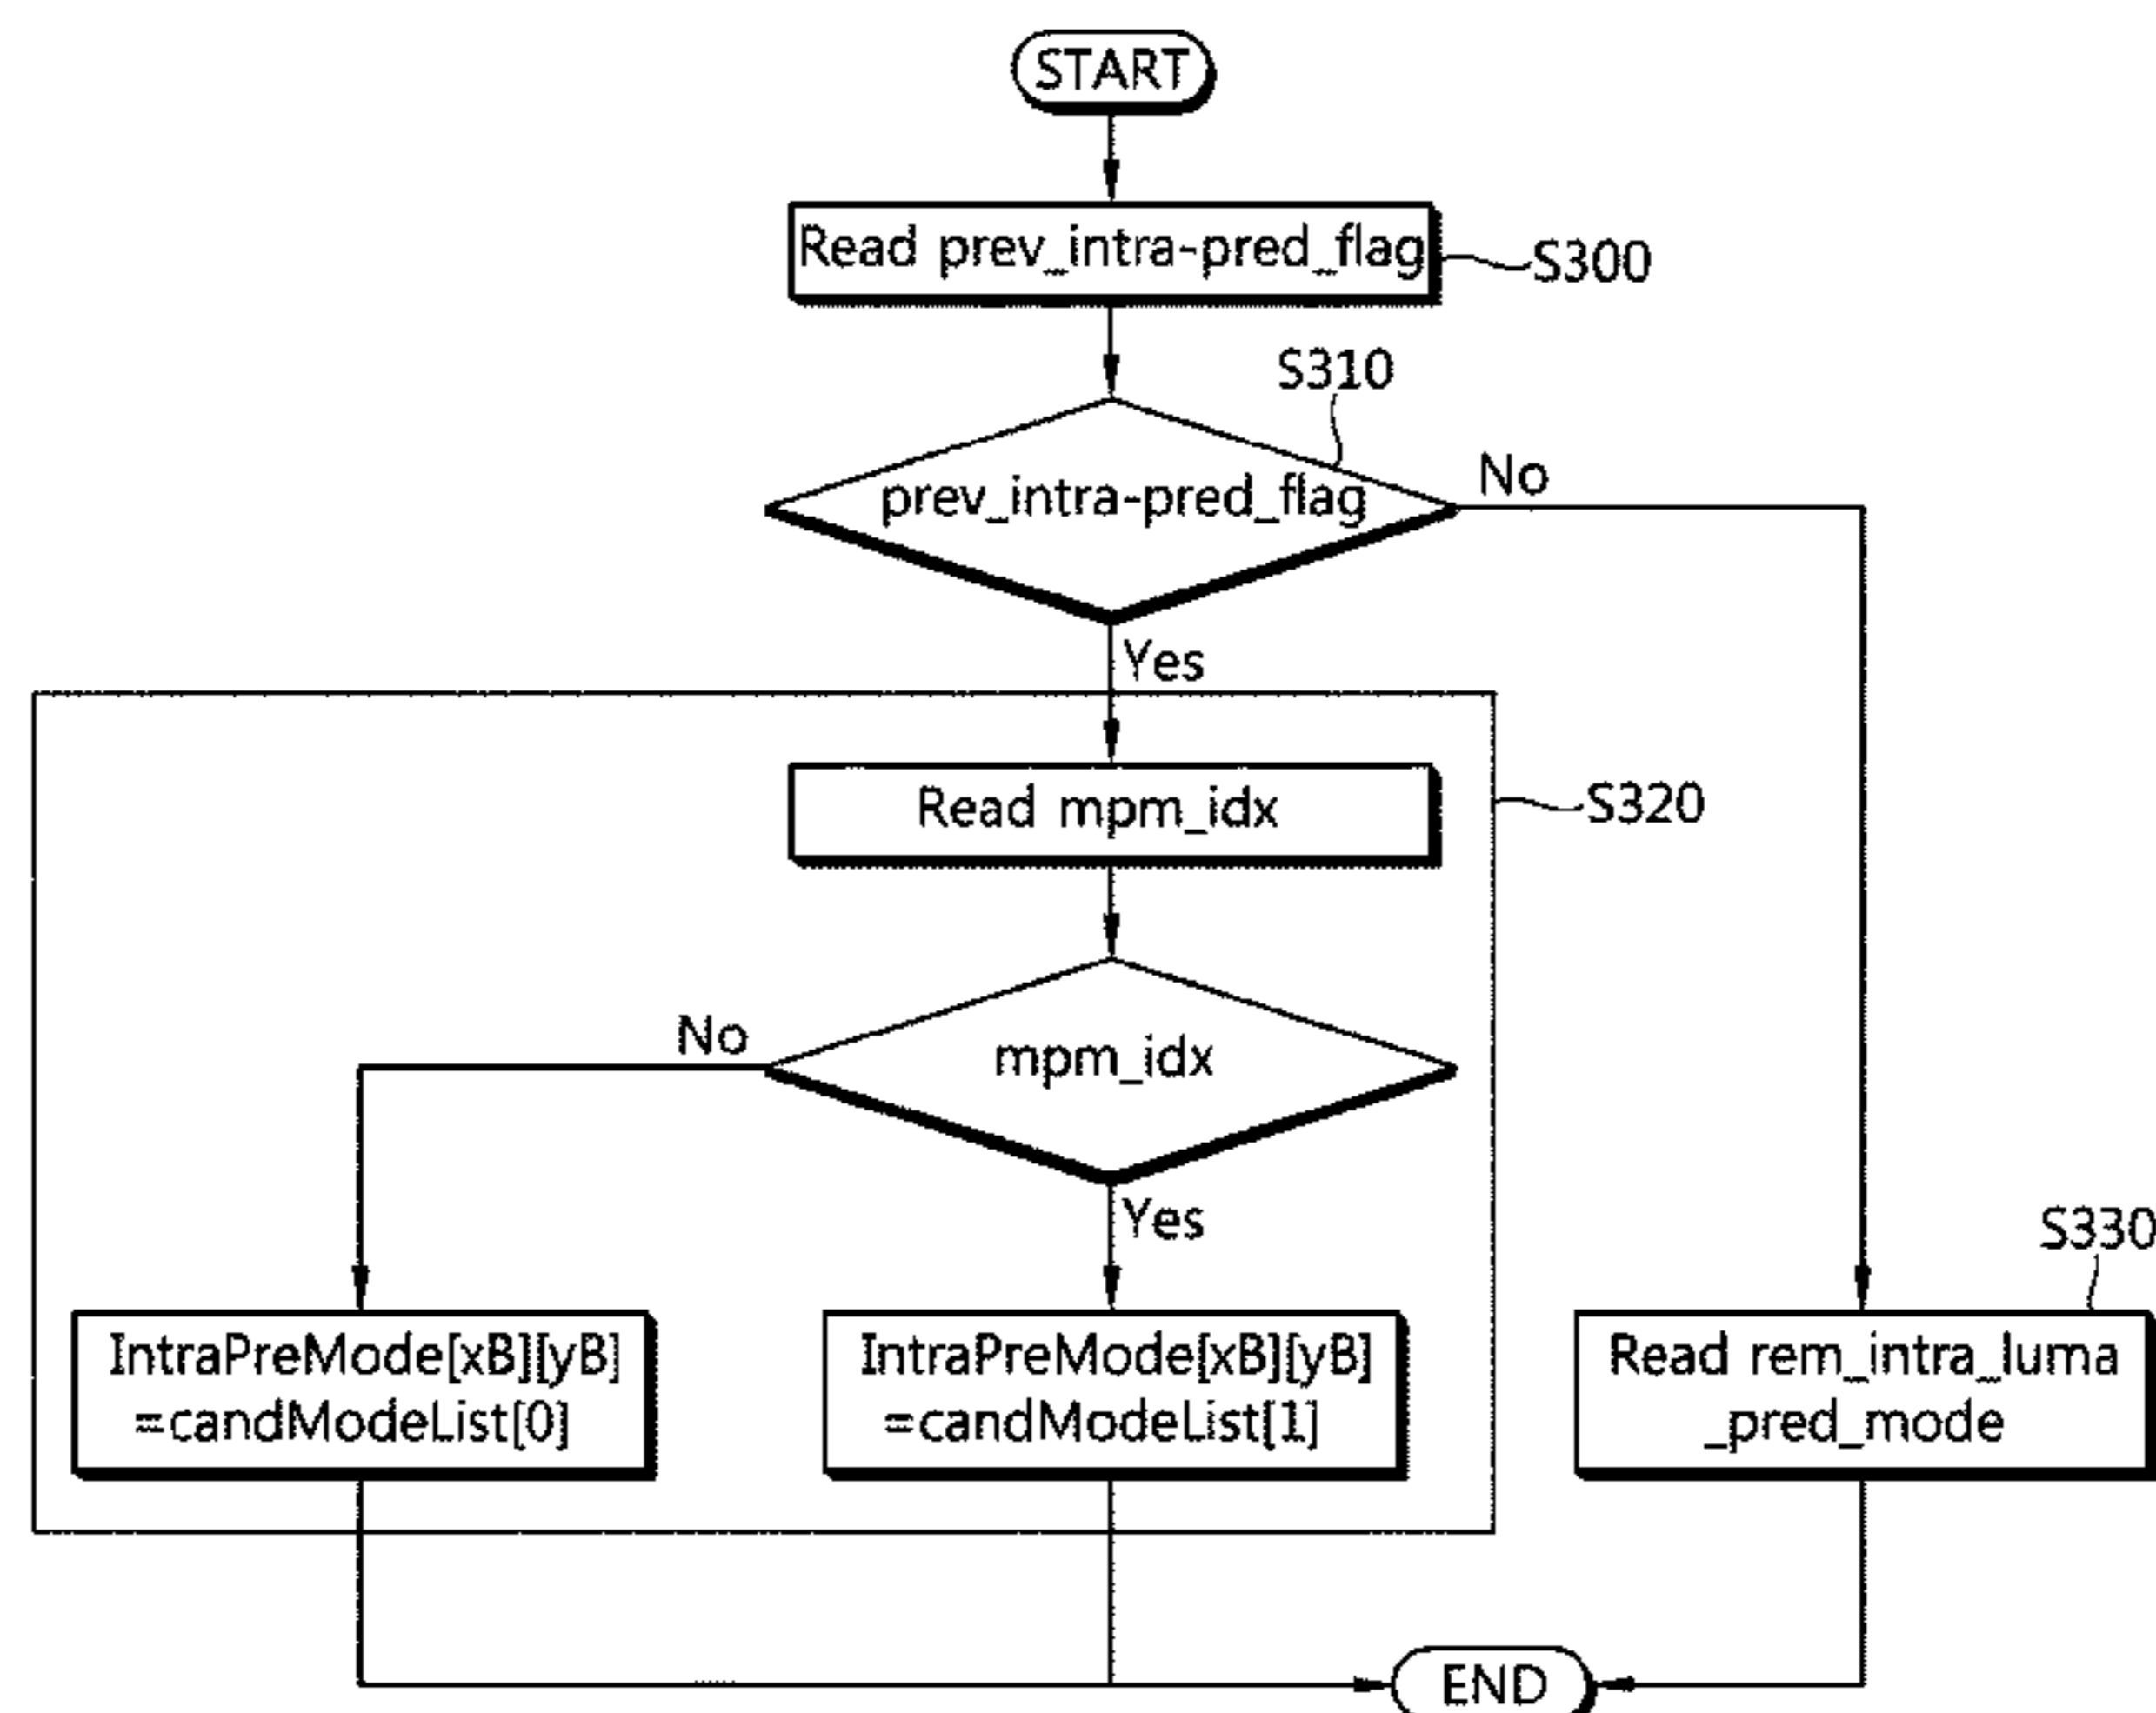 START
Read prev_intra-pred_flag
S300
S310
prev_intra-pred_flag
No
Yes
Read mpm_idx
S320
No
mpm_idx
Yes
S330
IntraPreMode[xB][yB]
=candModeList[0]
IntraPreMode[xB][yB]
=candModeList[1]
Read rem_intra_luma
_pred_mode
END